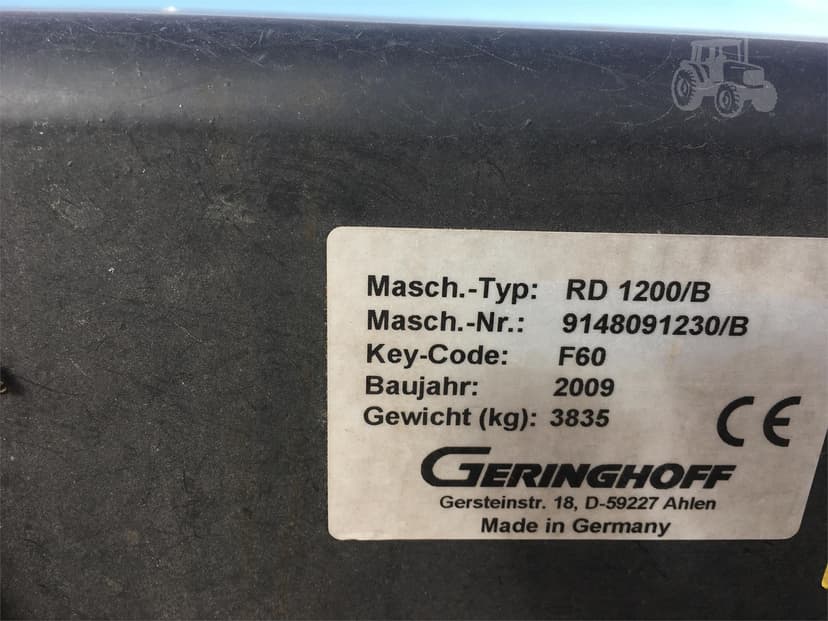 Masch.-Typ: RD 1200/B
Masch.-Nr.: 9148091230/B
Key-Code: F60
Baujahr: 2009
Gewicht (kg): 3835
CE
GERINGHOFF
Gersteinstr. 18, D-59227 Ahlen
Made in Germany